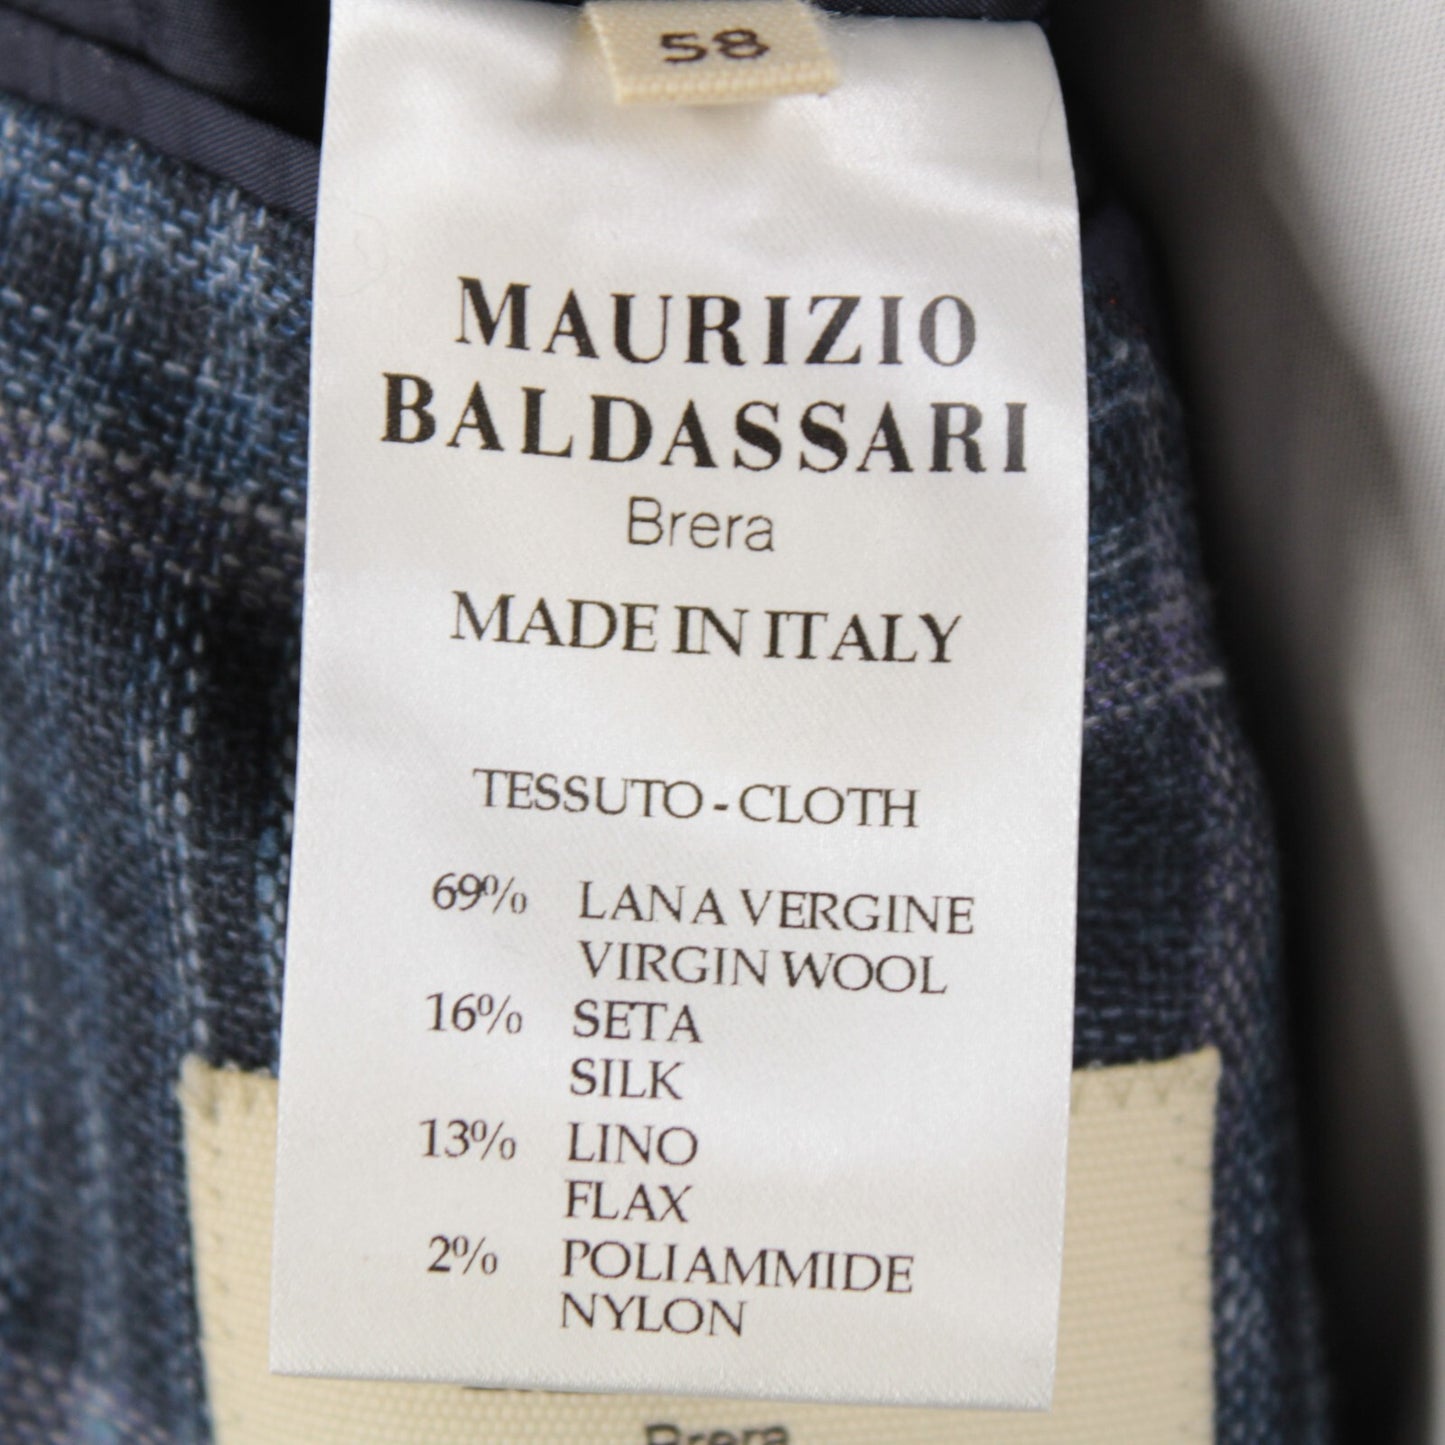 58
MAURIZIO
BALDASSARI
Brera
MADE IN ITALY
TESSUTO - CLOTH
69% LANA VERGINE
VIRGIN WOOL
16% SETA
SILK
13% LINO
FLAX
2% POLIAMMIDE
NYLON
Brera